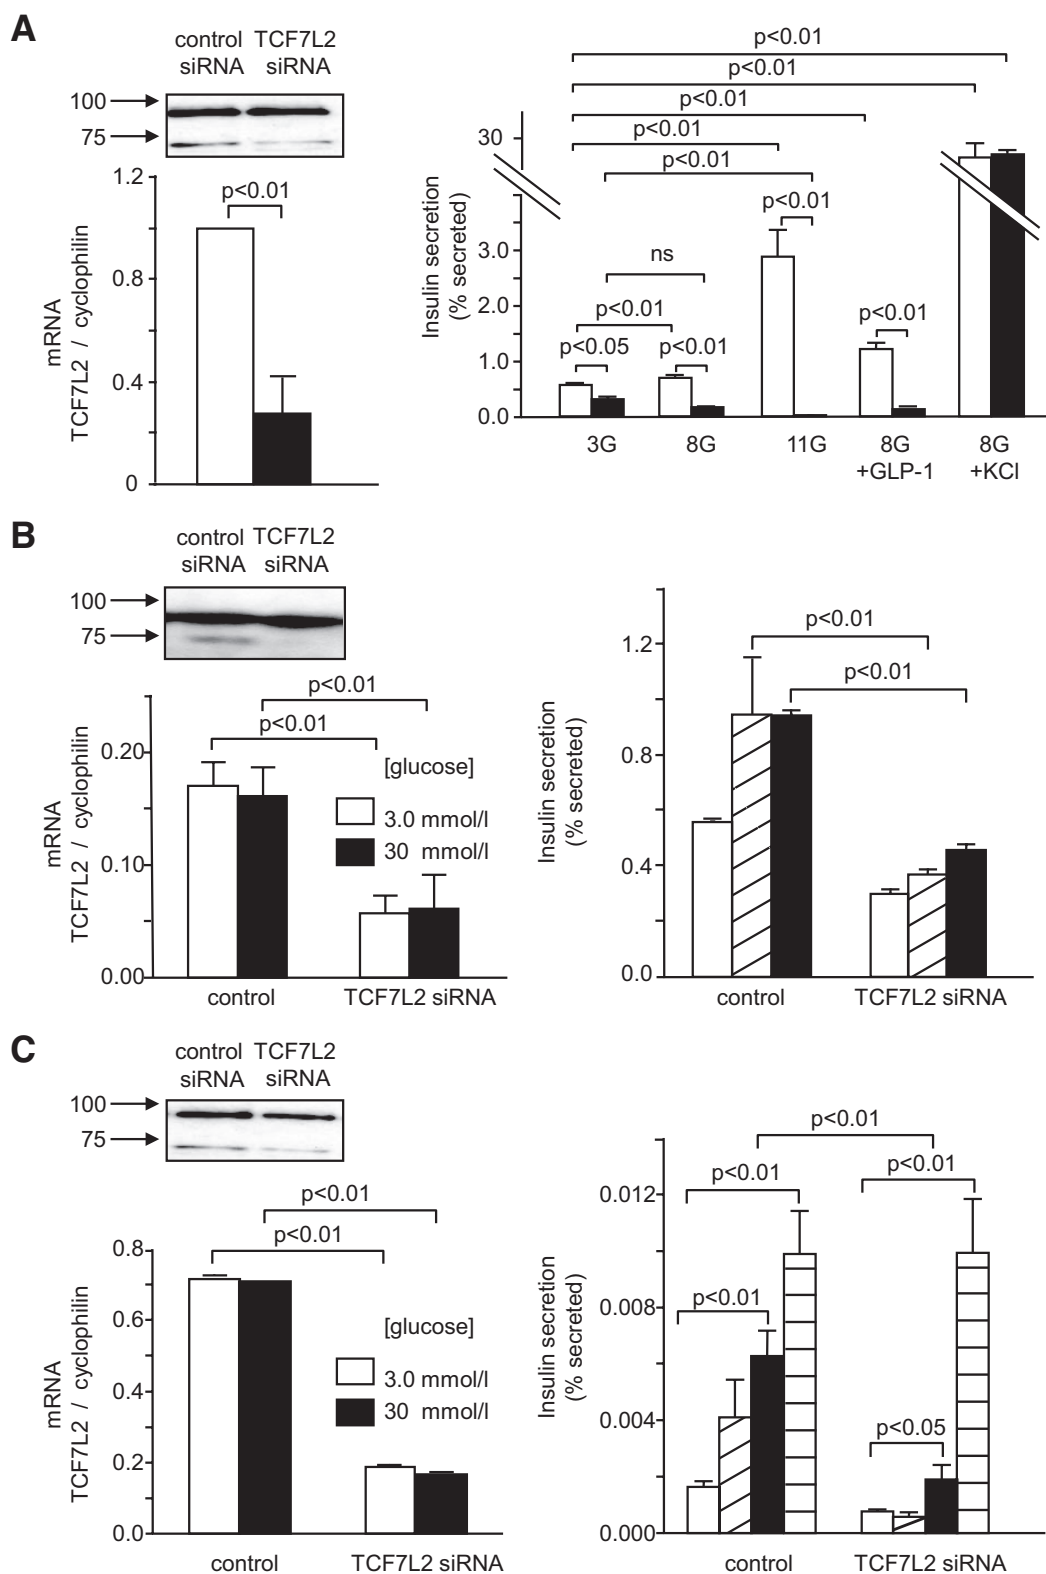 A
control TCF7L2
siRNA siRNA
100
75
1.2
0.8
0.4
0
mRNA
TCF7L2 / cyclophilin
p<0.01
p<0.01
p<0.01
p<0.01
p<0.01
p<0.01
p<0.01
ns
p<0.01
p<0.05
p<0.01
p<0.01
30
3.0
2.0
1.0
0.0
Insulin secretion
(% secreted)
3G 8G 11G 8G 8G
+GLP-1 +KCl
B
control TCF7L2
siRNA siRNA
100
75
p<0.01
p<0.01
0.20
0.10
0.00
mRNA
TCF7L2 / cyclophilin
[glucose]
3.0 mmol/l
30 mmol/l
control TCF7L2 siRNA
p<0.01
p<0.01
1.2
0.8
0.4
0.0
Insulin secretion
(% secreted)
control TCF7L2 siRNA
C
control TCF7L2
siRNA siRNA
100
75
p<0.01
p<0.01
0.8
0.6
0.4
0.2
0.0
mRNA
TCF7L2 / cyclophilin
[glucose]
3.0 mmol/l
30 mmol/l
control TCF7L2 siRNA
p<0.01
p<0.01 p<0.01
p<0.01
p<0.05
0.012
0.008
0.004
0.000
Insulin secretion
(% secreted)
control TCF7L2 siRNA